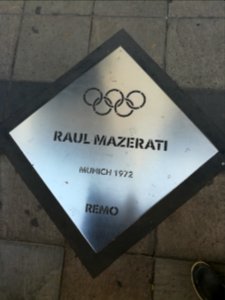 RAUL MAZERATI
MUNICH 1972
REMO